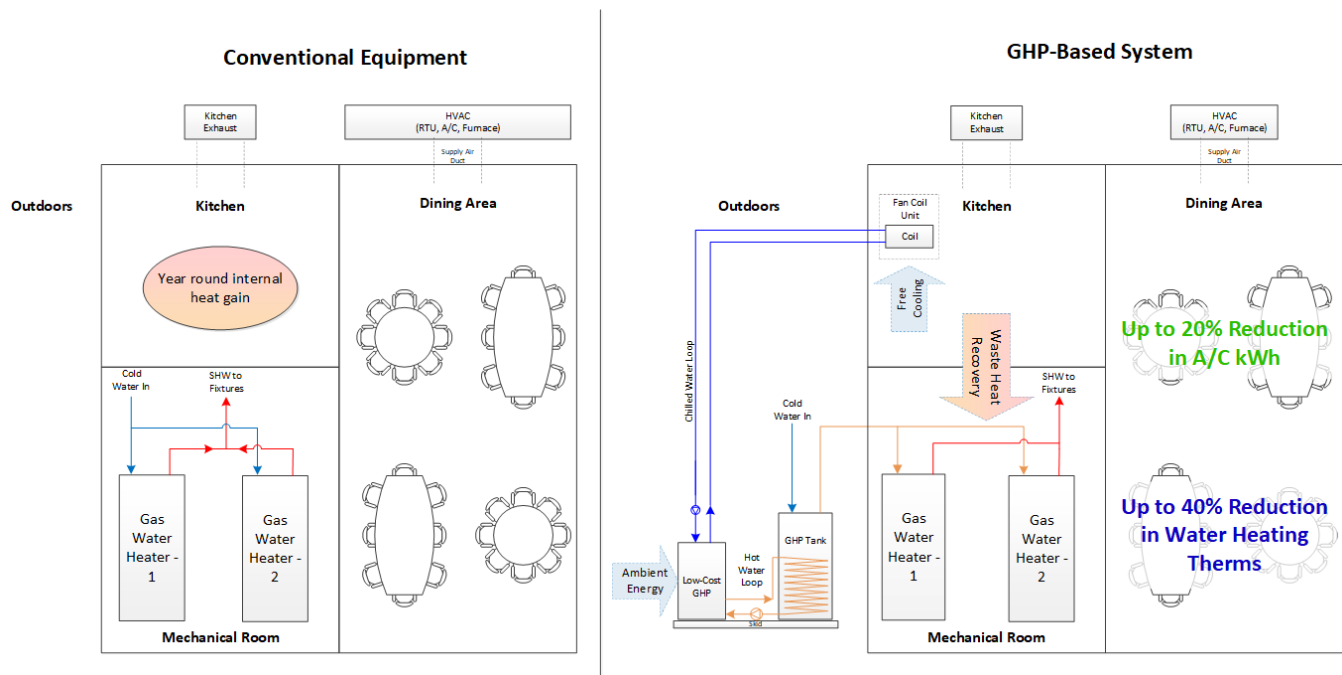 Conventional Equipment
Kitchen
Exhaust
HVAC
(RTU, A/C, Furnace)
Supply Air
Duct
Outdoors
Kitchen
Dining Area
Year round internal
heat gain
Cold
Water In
SHW to
Fixtures
Gas
Water
Heater -
1
Gas
Water
Heater -
2
Mechanical Room
GHP-Based System
Kitchen
Exhaust
HVAC
(RTU, A/C, Furnace)
Supply Air
Duct
Outdoors
Fan Coil
Unit
Coil
Kitchen
Dining Area
Free
Cooling
Waste Heat
Recovery
Chilled Water Loop
Up to 20% Reduction
in A/C kWh
Cold
Water In
SHW to
Fixtures
Ambient
Energy
Low-Cost
GHP
Hot
Water
Loop
GHP Tank
Skid
Gas
Water
Heater -
1
Gas
Water
Heater -
2
Up to 40% Reduction
in Water Heating
Therms
Mechanical Room